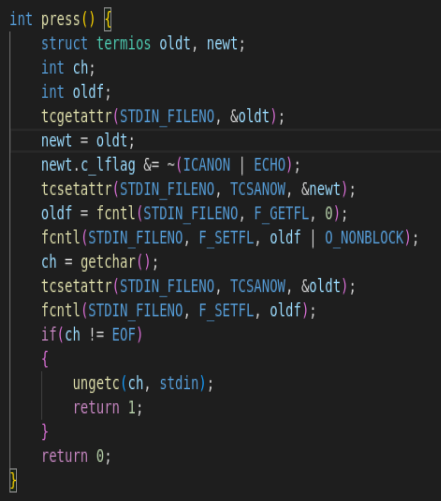 int press() {
    struct termios oldt, newt;
    int ch;
    int oldf;
    tcgetattr(STDIN_FILENO, &oldt);
    newt = oldt;
    newt.c_lflag &= ~(ICANON | ECHO);
    tcsetattr(STDIN_FILENO, TCSANOW, &newt);
    oldf = fcntl(STDIN_FILENO, F_GETFL, 0);
    fcntl(STDIN_FILENO, F_SETFL, oldf | O_NONBLOCK);
    ch = getchar();
    tcsetattr(STDIN_FILENO, TCSANOW, &oldt);
    fcntl(STDIN_FILENO, F_SETFL, oldf);
    if(ch != EOF)
    {
        ungetc(ch, stdin);
        return 1;
    }
    return 0;
}